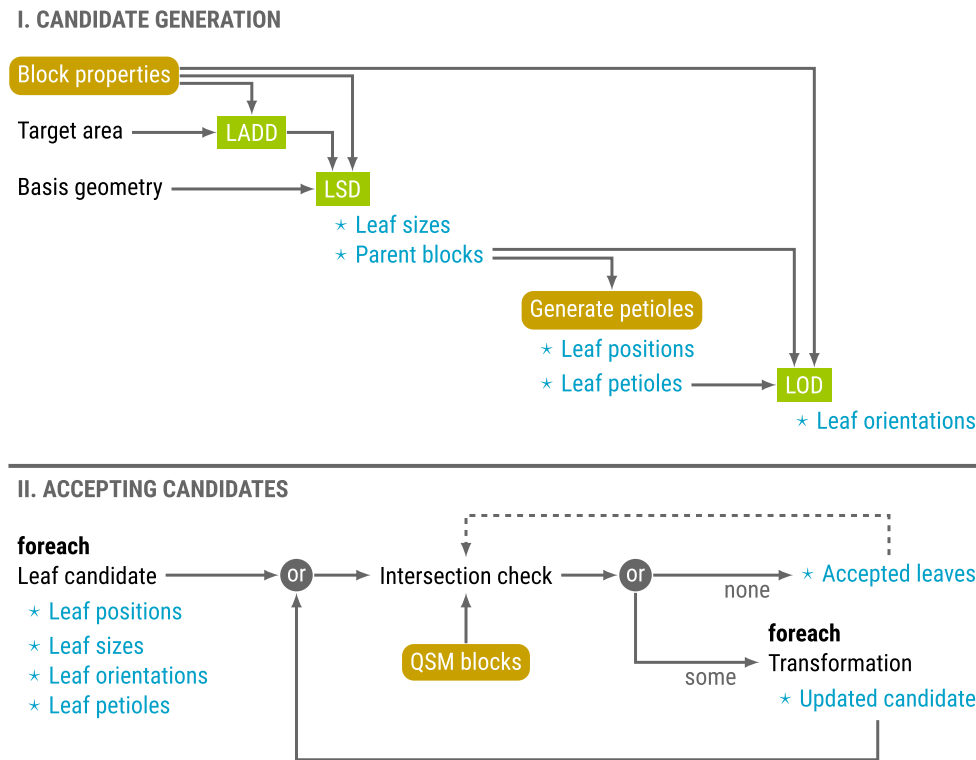 I. CANDIDATE GENERATION
Block properties
Target area
LADD
Basis geometry
LSD
⋆ Leaf sizes
⋆ Parent blocks
Generate petioles
⋆ Leaf positions
⋆ Leaf petioles
LOD
⋆ Leaf orientations
II. ACCEPTING CANDIDATES
foreach
Leaf candidate
or
Intersection check
or
none
⋆ Accepted leaves
⋆ Leaf positions
⋆ Leaf sizes
⋆ Leaf orientations
⋆ Leaf petioles
QSM blocks
some
foreach
Transformation
⋆ Updated candidate